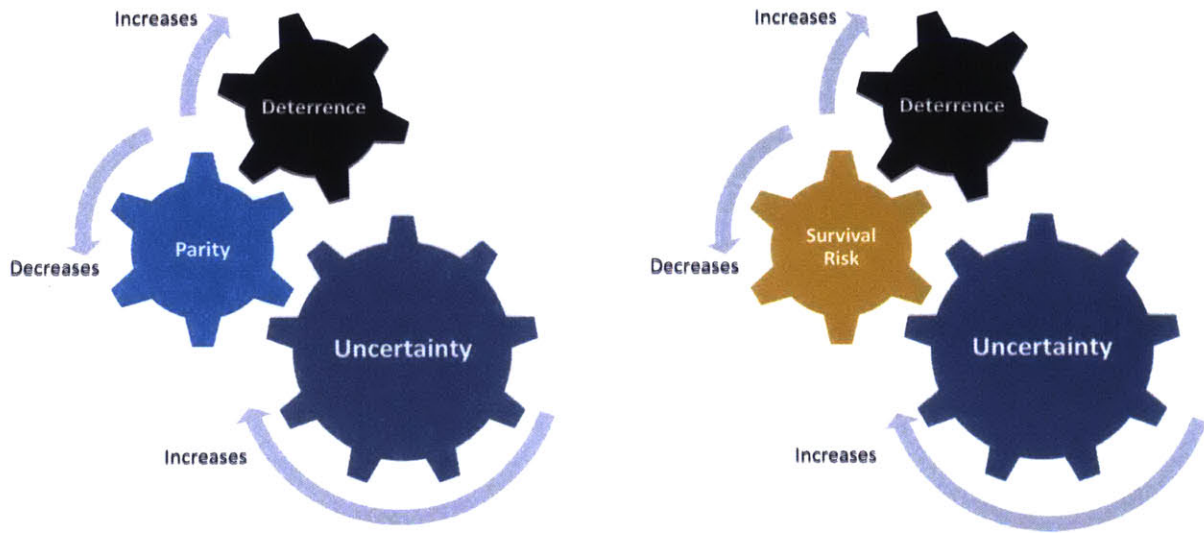 Increases
Deterrence
Parity
Decreases
Uncertainty
Increases
Increases
Deterrence
Survival
Risk
Decreases
Uncertainty
Increases